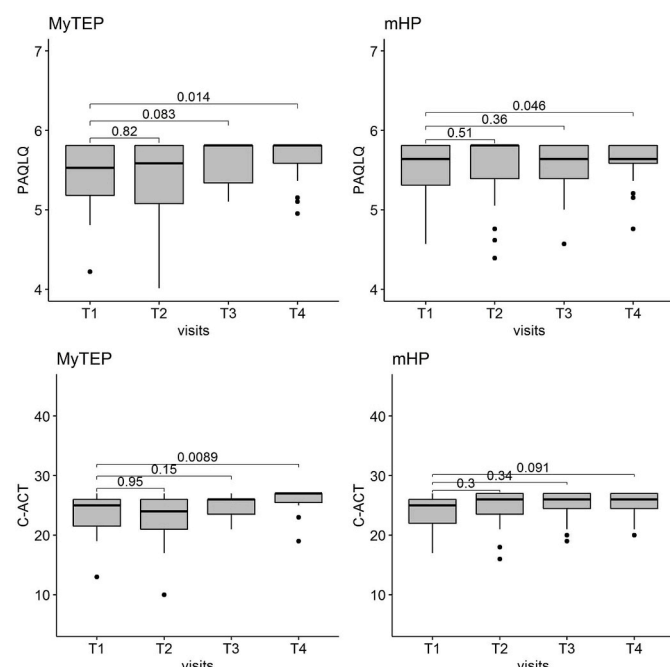 MyTEP
7
6
5
4
PAQLQ
0.014
0.083
0.82
T1 T2 T3 T4
visits
mHP
7
6
5
4
PAQLQ
0.046
0.36
0.51
T1 T2 T3 T4
visits
MyTEP
40
30
20
10
C-ACT
0.0089
0.15
0.95
T1 T2 T3 T4
visits
mHP
40
30
20
10
C-ACT
0.091
0.34
0.3
T1 T2 T3 T4
visits